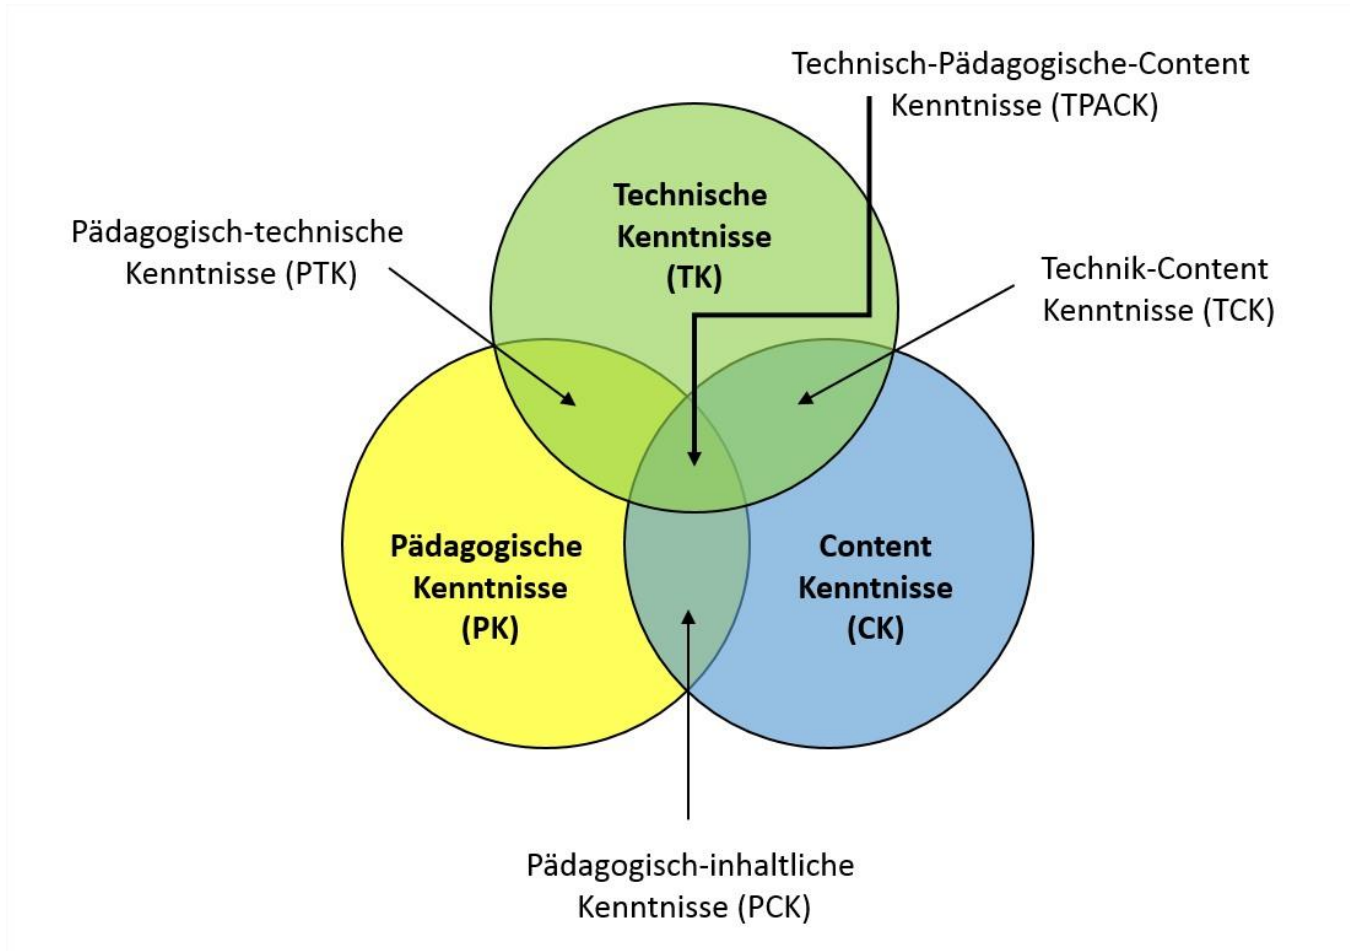 Technisch-Pädagogische-Content
Kenntnisse (TPACK)
Technische
Kenntnisse
(TK)
Pädagogisch-technische
Kenntnisse (PTK)
Technik-Content
Kenntnisse (TCK)
Pädagogische
Kenntnisse
(PK)
Content
Kenntnisse
(CK)
Pädagogisch-inhaltliche
Kenntnisse (PCK)